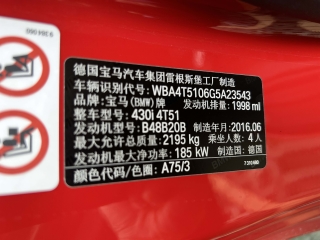 德国宝马汽车集团雷根斯堡工厂制造
车辆识别代号:WBA4T5106G5A23543
品牌:宝马(BMW)牌 发动机排量:1998 ml
整车型号:430i 4T51
发动机型号:B48B20B 制造年月:2016.06
最大允许总质量:2195 kg 乘坐人数:4人
发动机最大净功率:185 kW 制造国:德国
颜色代码/色圈:A75/3